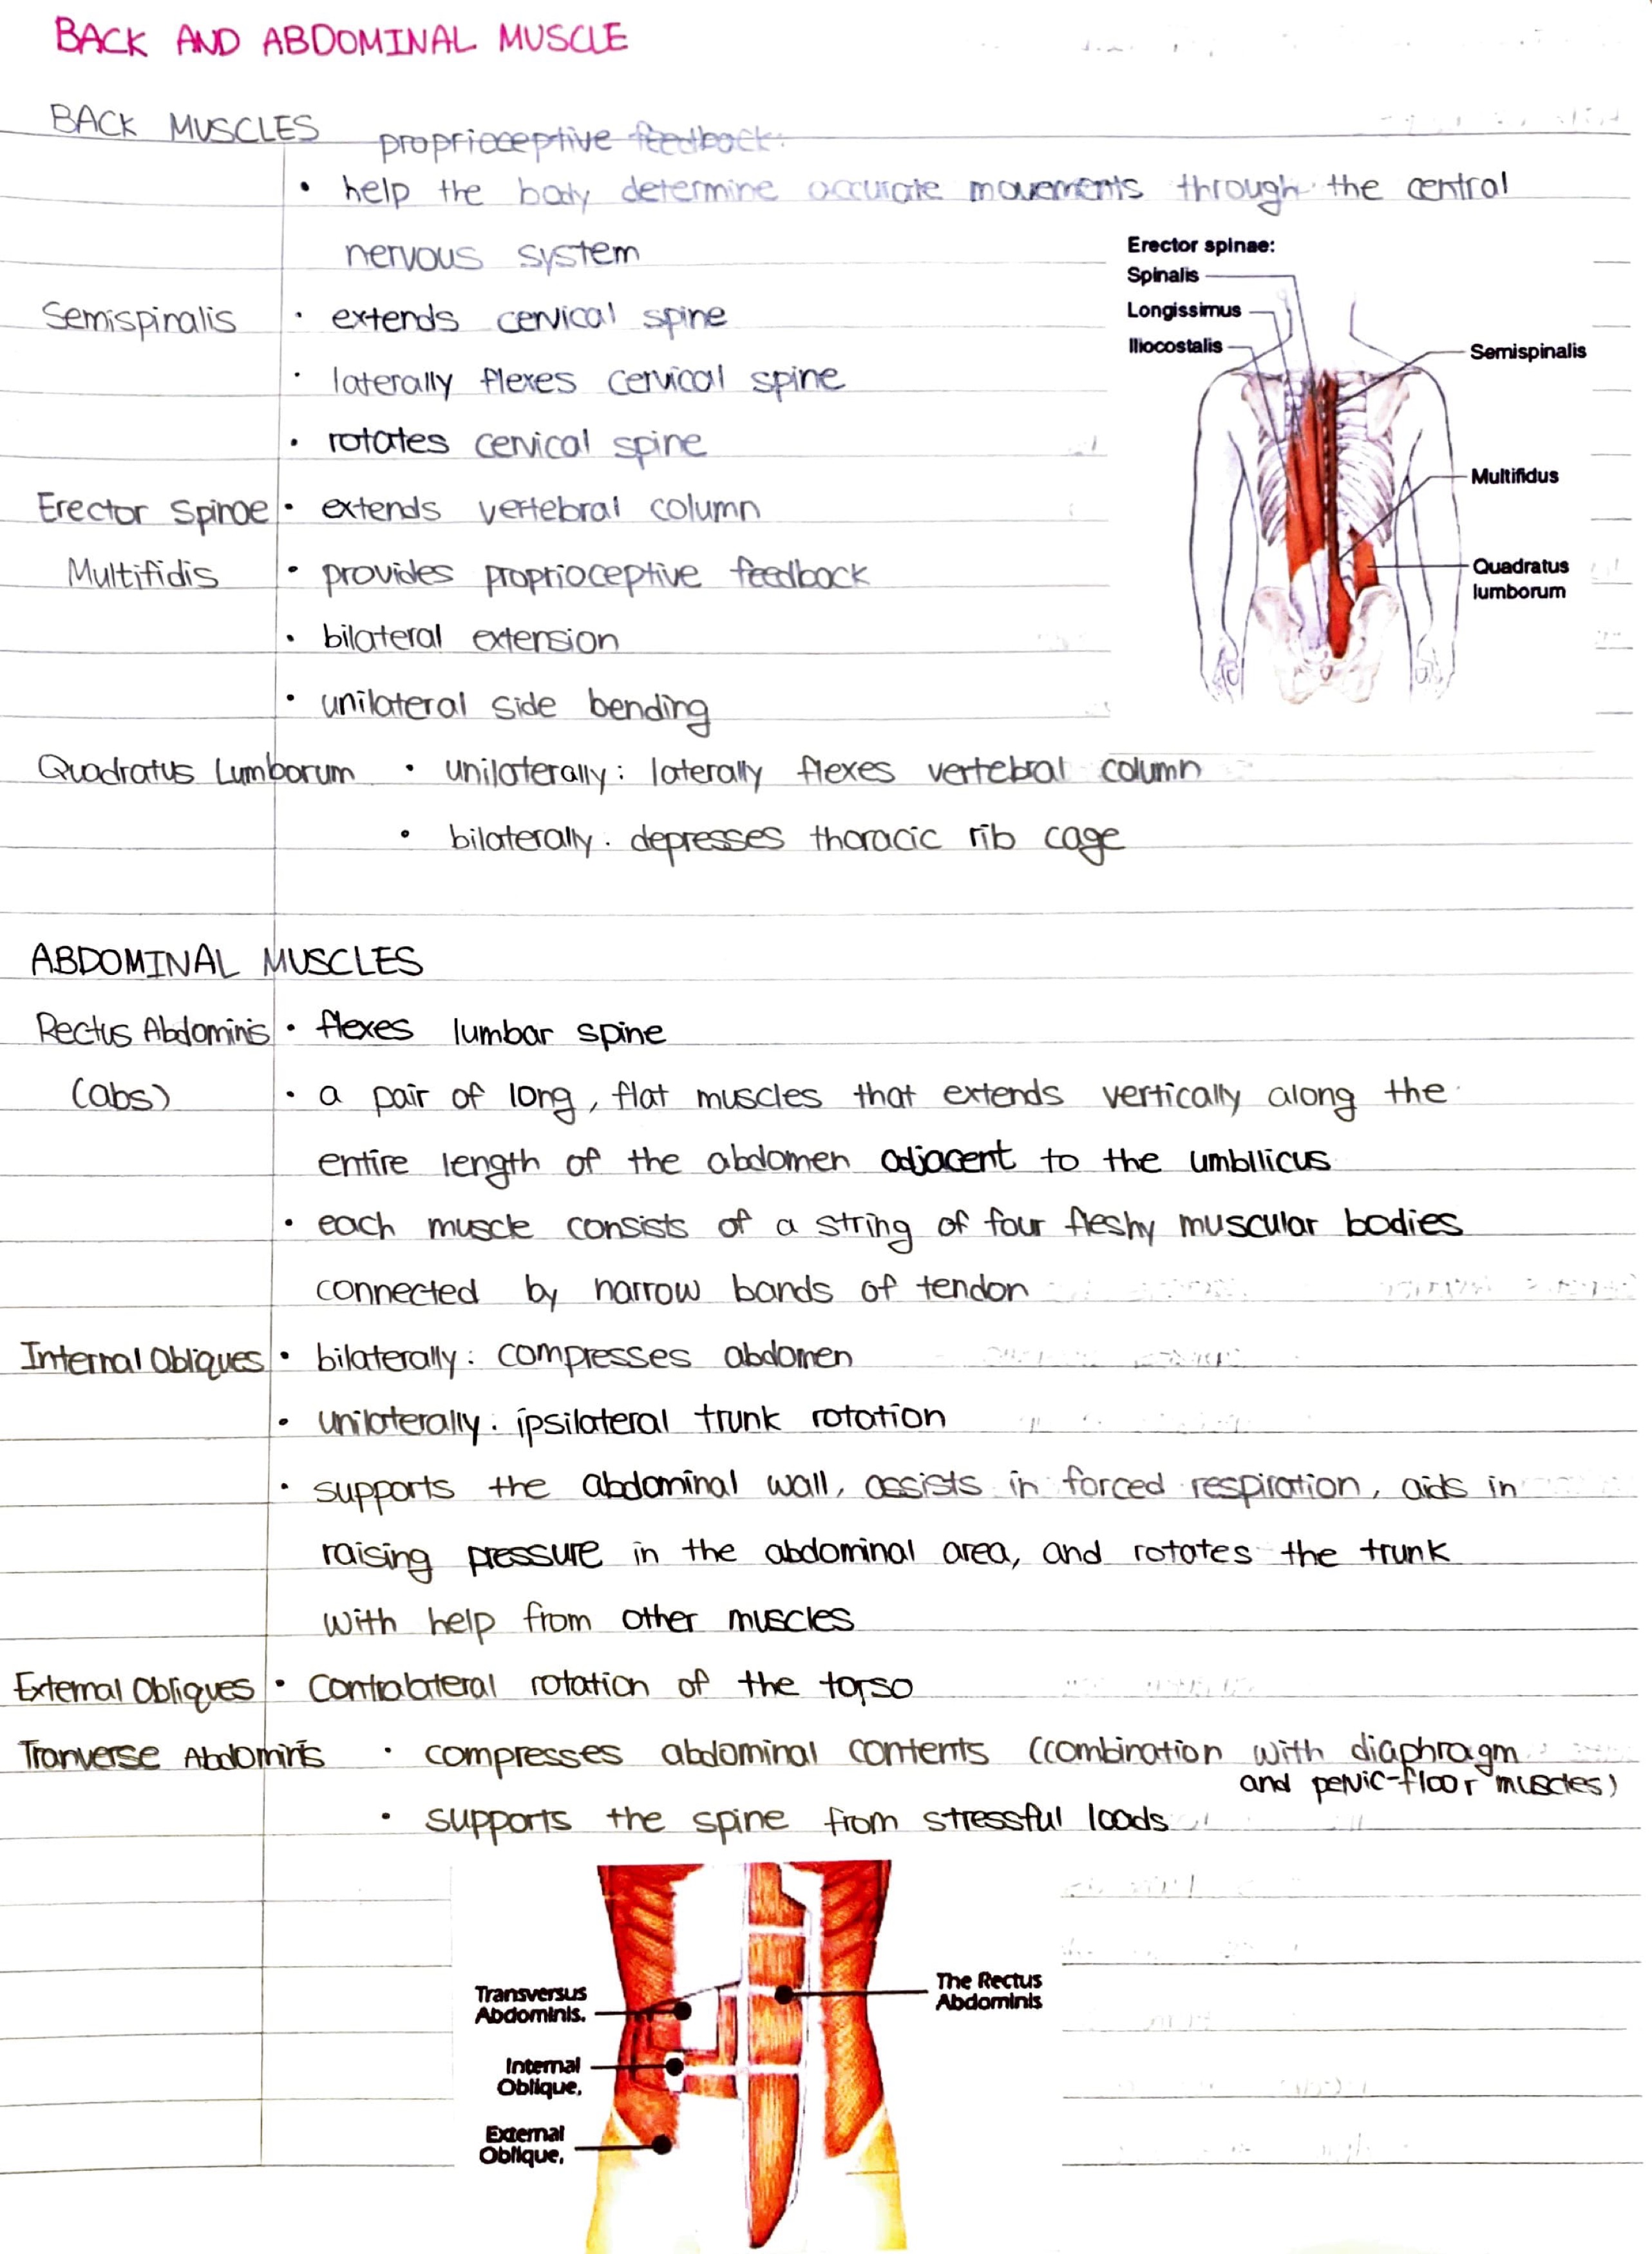 BACK AND ABDOMINAL MUSCLE
BACK MUSCLES
proprioceptive feedback:
• help the body determine accurate movements through the central
nervous system
Erector spinae:
Spinalis
Longissimus
Iliocostalis
Semispinalis
Multifidus
Quadratus
lumborum
Semispinalis • extends cervical spine
• laterally flexes cervical spine
• rotates cervical spine
Erector Spinae • extends vertebral column
Multifidis • provides proprioceptive feedback
• bilateral extension
• unilateral side bending
Quadratus Lumborum • unilaterally: laterally flexes vertebral column
• bilaterally. depresses thoracic rib cage
ABDOMINAL MUSCLES
Rectus Abdominis • flexes lumbar spine
(abs) • a pair of long, flat muscles that extends vertically along the
entire length of the abdomen adjacent to the umbilicus
• each muscle consists of a string of four fleshy muscular bodies
connected by narrow bands of tendon
Internal Obliques • bilaterally: compresses abdomen
• unilaterally. ipsilateral trunk rotation
• supports the abdominal wall, assists in forced respiration, aids in
raising pressure in the abdominal area, and rotates the trunk
with help from other muscles
External Obliques • Contralateral rotation of the torso
Tranverse Abdominis • compresses abdominal contents (combination with diaphragm
and pelvic-floor muscles)
• supports the spine from stressful loads
Transversus
Abdominis.
Internal
Oblique,
External
Oblique,
The Rectus
Abdominis